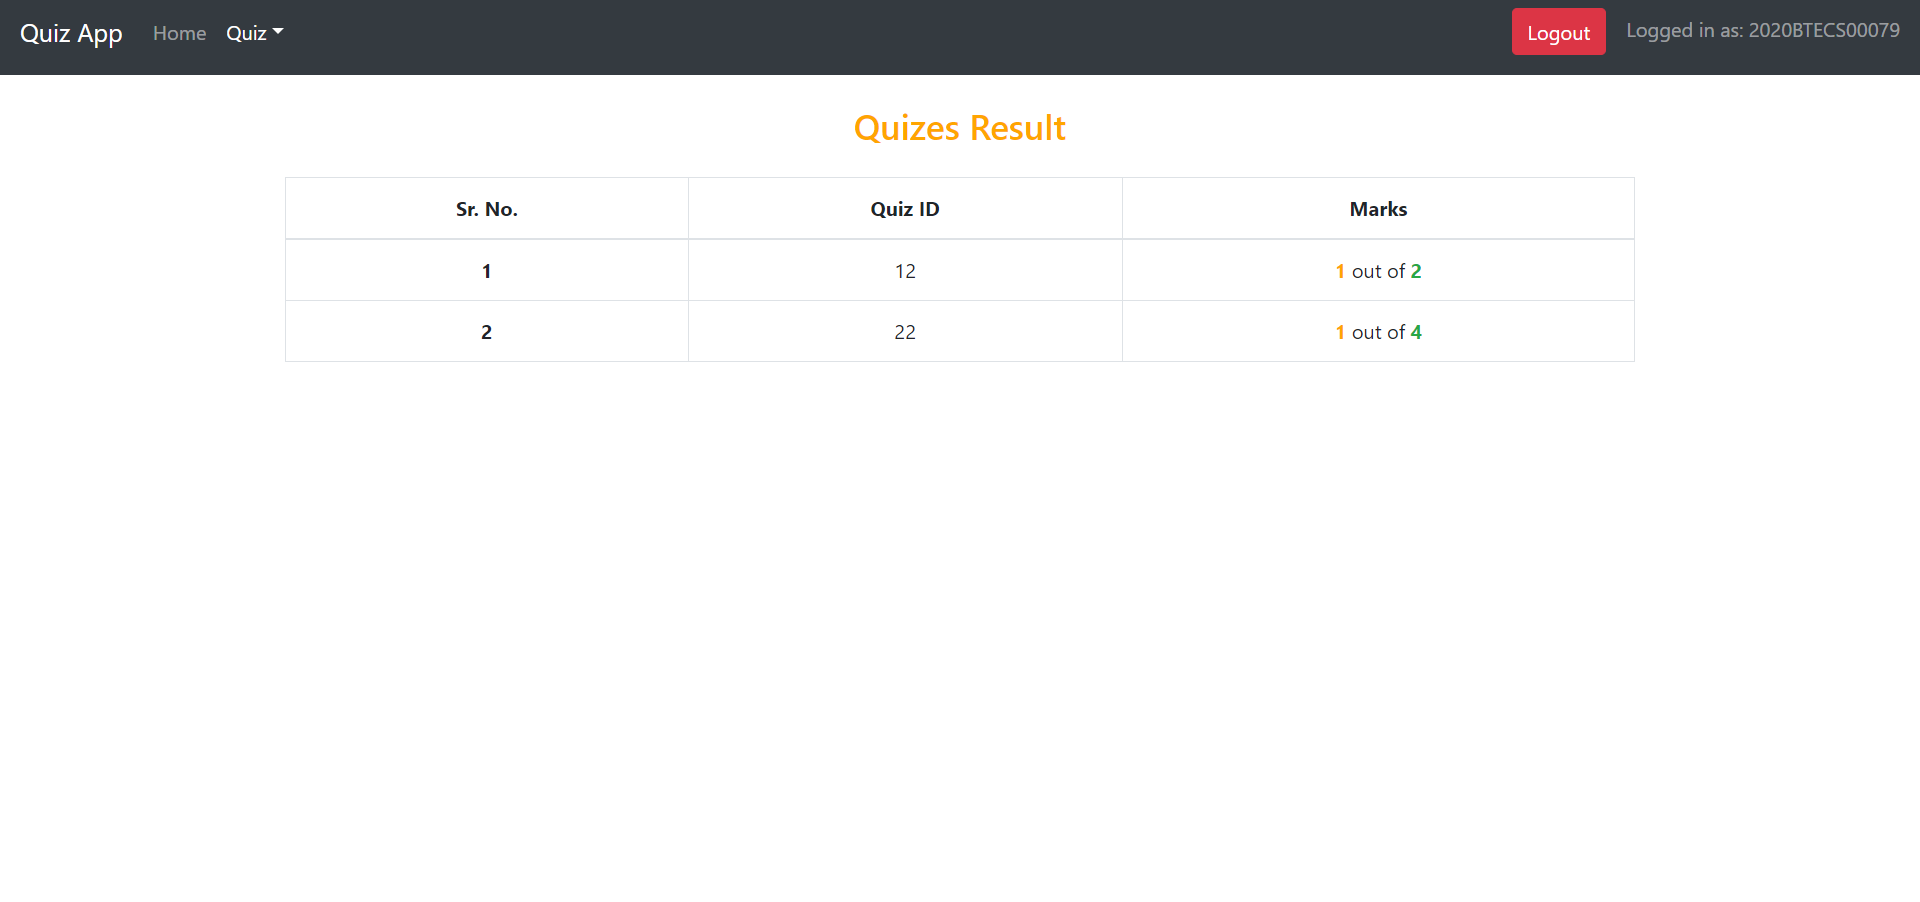 Quiz App Home Quiz Logout Logged in as: 2020BTECS00079
Quizes Result
Sr. No. Quiz ID Marks
1 12 1 out of 2
2 22 1 out of 4